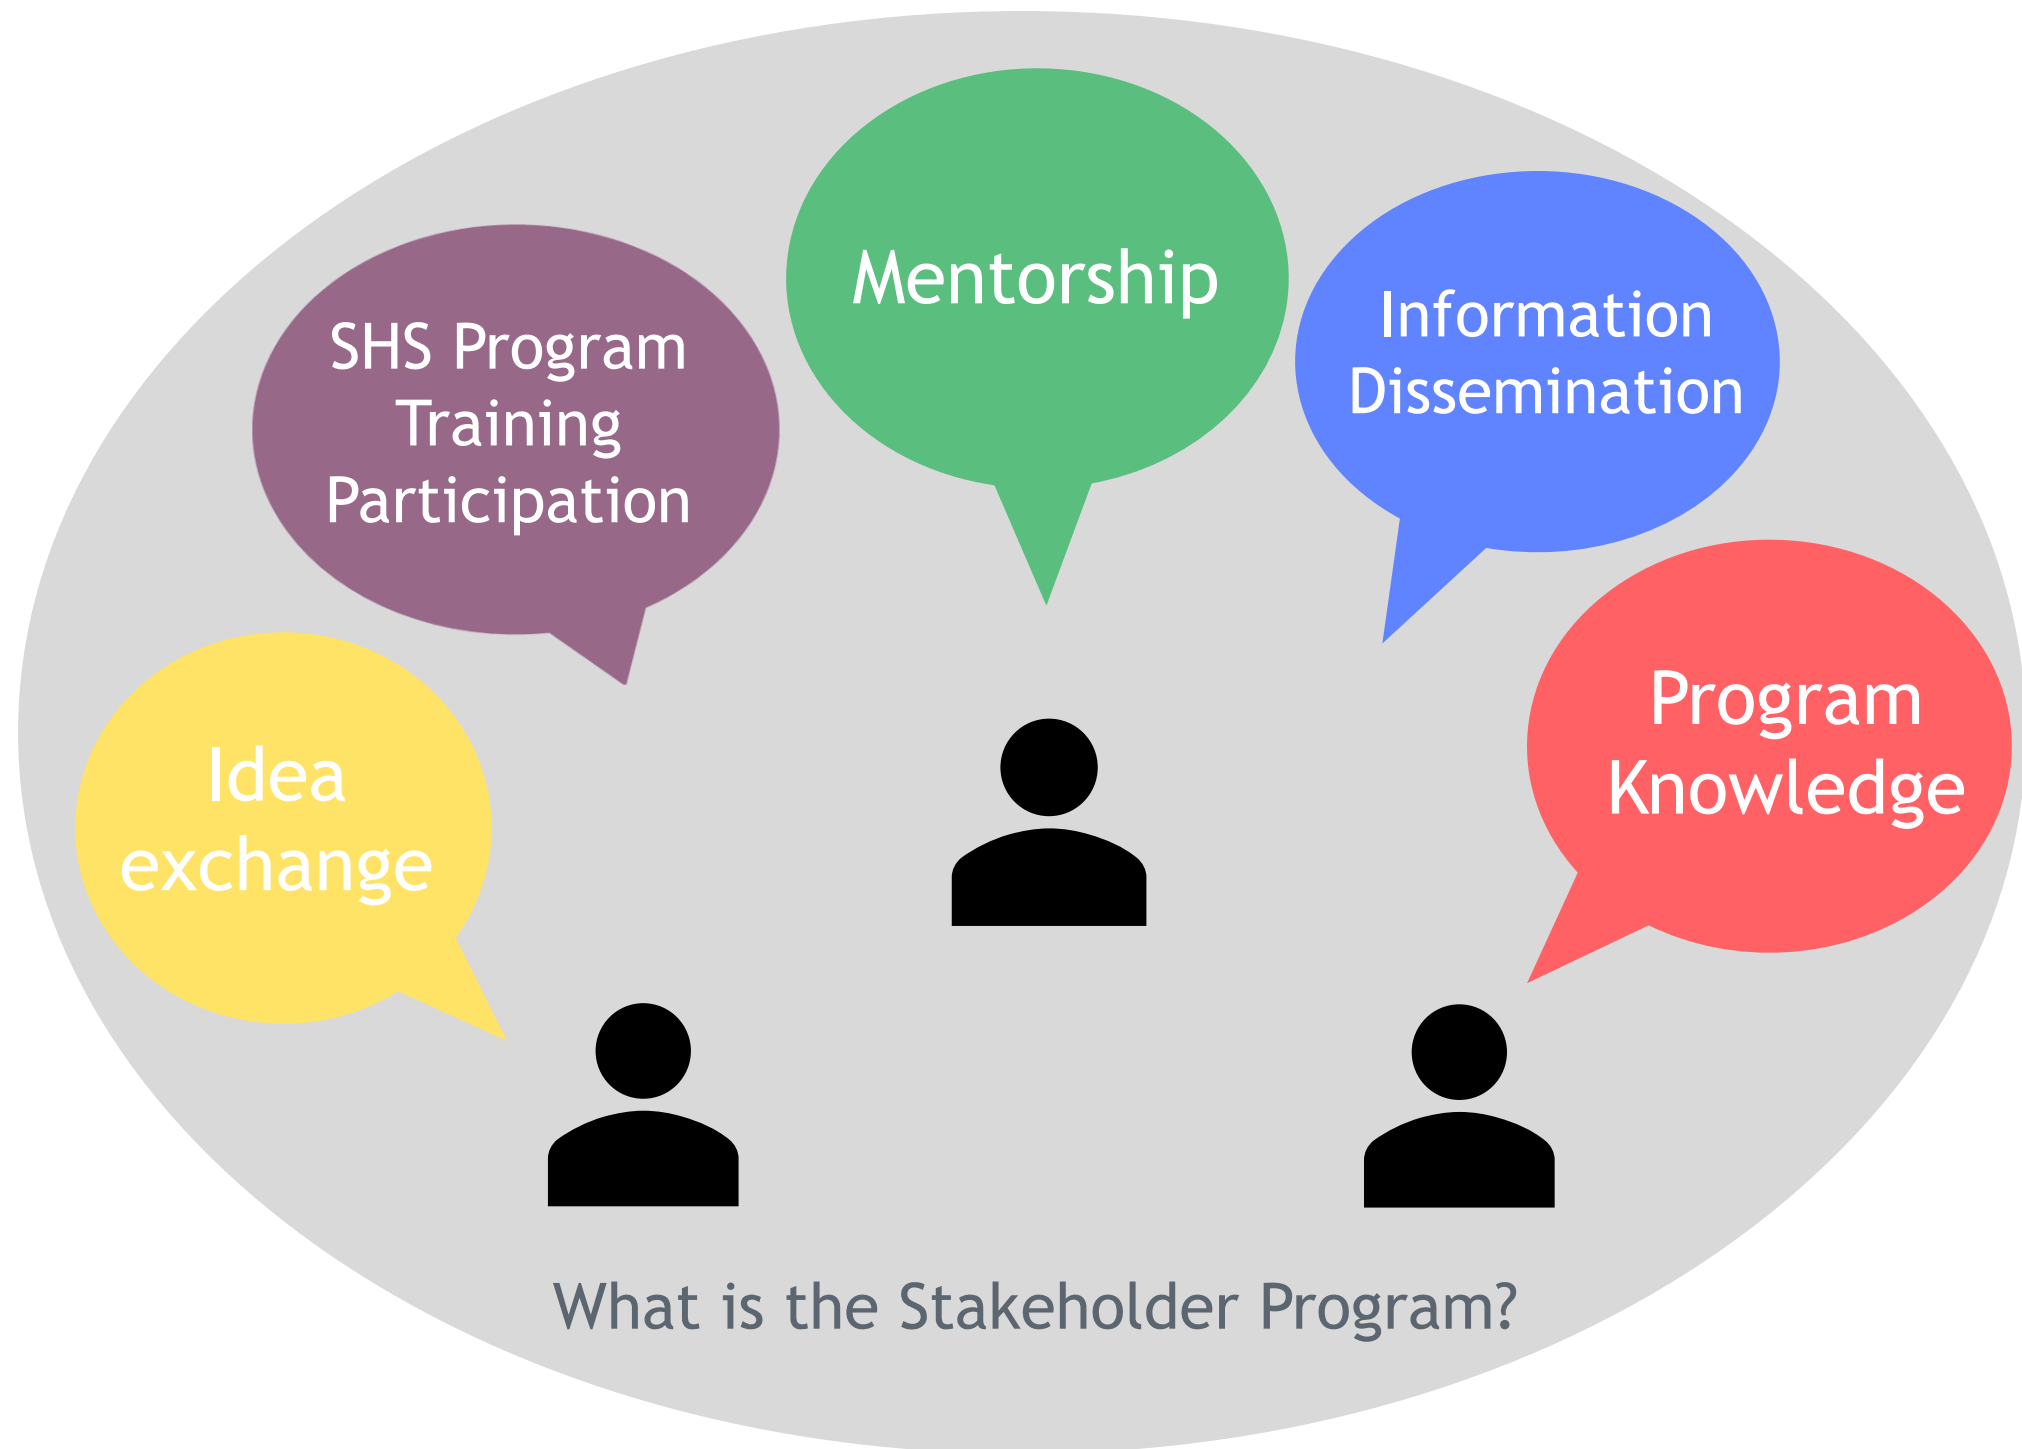 Mentorship
Information
Dissemination
SHS Program
Training
Participation
Program
Knowledge
Idea
exchange
What is the Stakeholder Program?